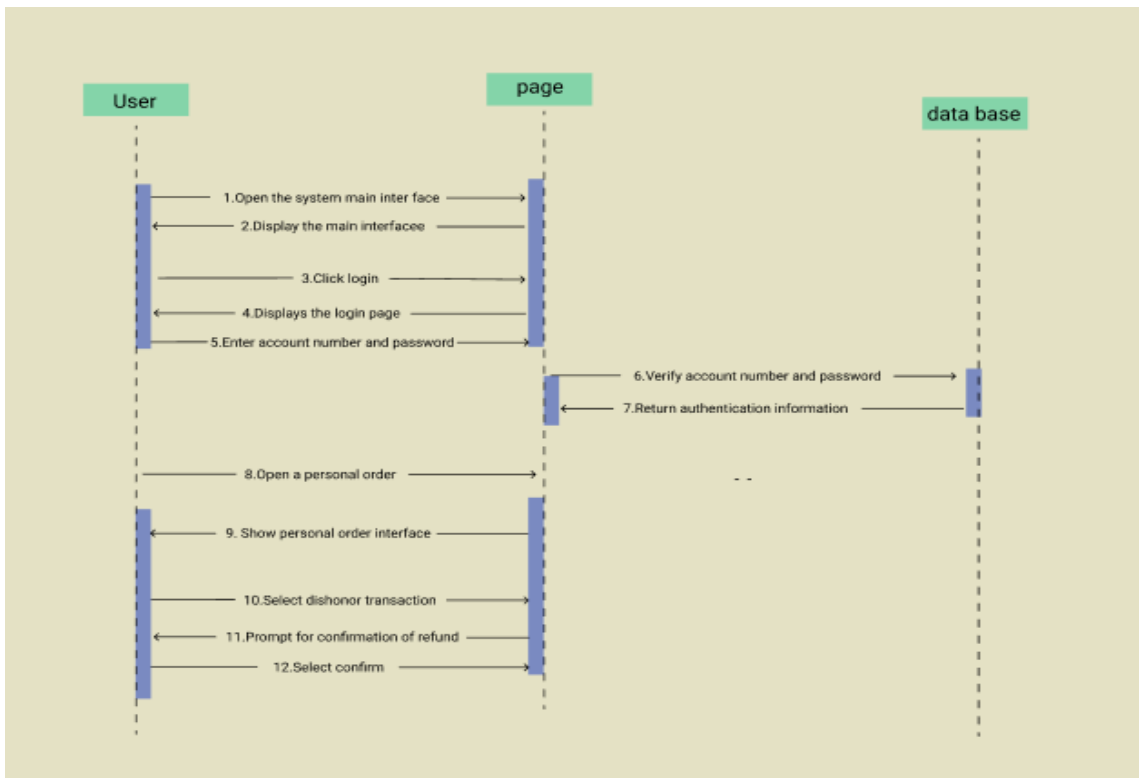 User
page
data base
1.Open the system main inter face
2.Display the main interfacee
3.Click login
4.Displays the login page
5.Enter account number and password
6.Verify account number and password
7.Return authentication information
8.Open a personal order
- -
9. Show personal order interface
10.Select dishonor transaction
11.Prompt for confirmation of refund
12.Select confirm